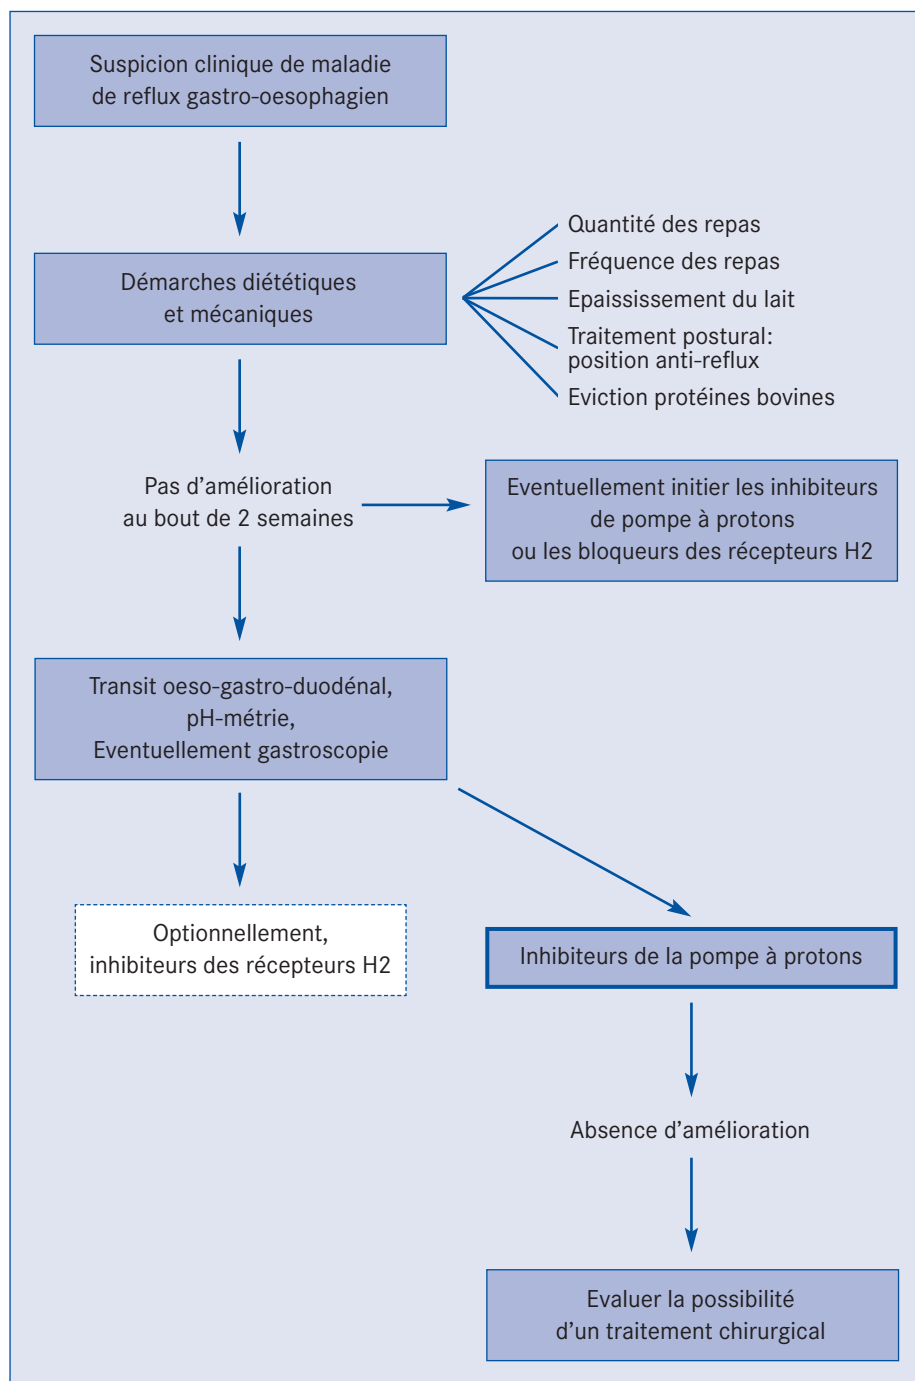 Suspicion clinique de maladie
de reflux gastro-oesophagien
Démarches diététiques
et mécaniques
Quantité des repas
Fréquence des repas
Epaississement du lait
Traitement postural:
position anti-reflux
Eviction protéines bovines
Pas d'amélioration
au bout de 2 semaines
Eventuellement initier les inhibiteurs
de pompe à protons
ou les bloqueurs des récepteurs H2
Transit oeso-gastro-duodénal,
pH-métrie,
Eventuellement gastroscopie
Optionnellement,
inhibiteurs des récepteurs H2
Inhibiteurs de la pompe à protons
Absence d'amélioration
Evaluer la possibilité
d'un traitement chirurgical